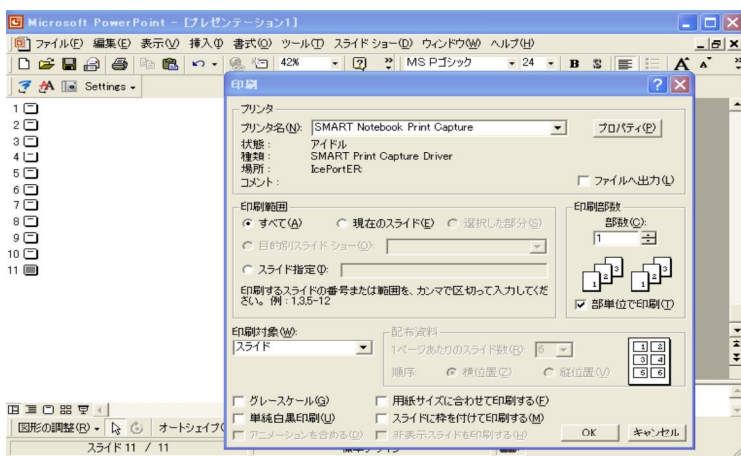 Microsoft PowerPoint - [プレゼンテーション1]
ファイル(F) 編集(E) 表示(V) 挿入(I) 書式(O) ツール(T) スライド ショー(D) ウィンドウ(W) ヘルプ(H)
42% MS Pゴシック 24 B S A A
Settings
印刷
プリンタ
プリンタ名(N): SMART Notebook Print Capture プロパティ(P)
状態: アイドル
種類: SMART Print Capture Driver
場所: IcePortER:
コメント: ファイルへ出力(L)
印刷範囲
すべて(A) 現在のスライド(E) 選択した部分(S)
目的別スライド ショー(O):
スライド指定(I):
印刷するスライドの番号または範囲を、カンマで区切って入力してくだ
さい。例: 1,3,5-12
印刷部数
部数(C):
1
1 2 3 1 2 3
部単位で印刷(T)
印刷対象(W):
スライド
配布資料
1ページあたりのスライド数(R): 6
順序: 横位置(Z) 縦位置(V)
1 2
3 4
5 6
グレースケール(G) 用紙サイズに合わせて印刷する(F)
単純白黒印刷(U) スライドに枠を付けて印刷する(M)
アニメーションを含める(D) 非表示スライドを印刷する(H)
OK キャンセル
1
2
3
4
5
6
7
8
9
10
11
図形の調整(R) オートシェイプ(
スライド 11 / 11